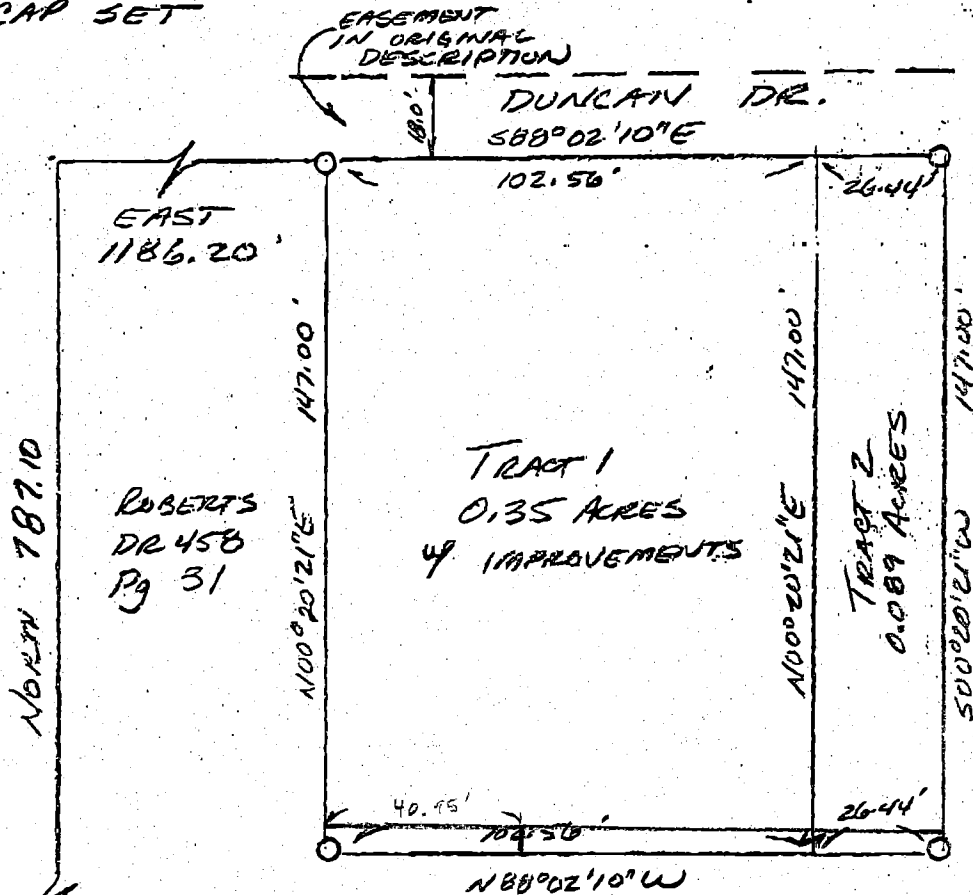 CAP SET
EASEMENT
IN ORIGINAL
DESCRIPTION
DUNCAN DR.
18.0'
S88°02'10"E
102.56'
26.44'
EAST
1186.20'
147.00'
147.00'
147.00'
NORTH 787.10
ROBERTS
DR 458
Pg 31
N00°20'21"E
TRACT 1
0.35 ACRES
w/ IMPROVEMENTS
N00°20'21"E
TRACT 2
0.089 ACRES
S00°20'21"W
40.95'
102.56'
26.44'
N88°02'10"W